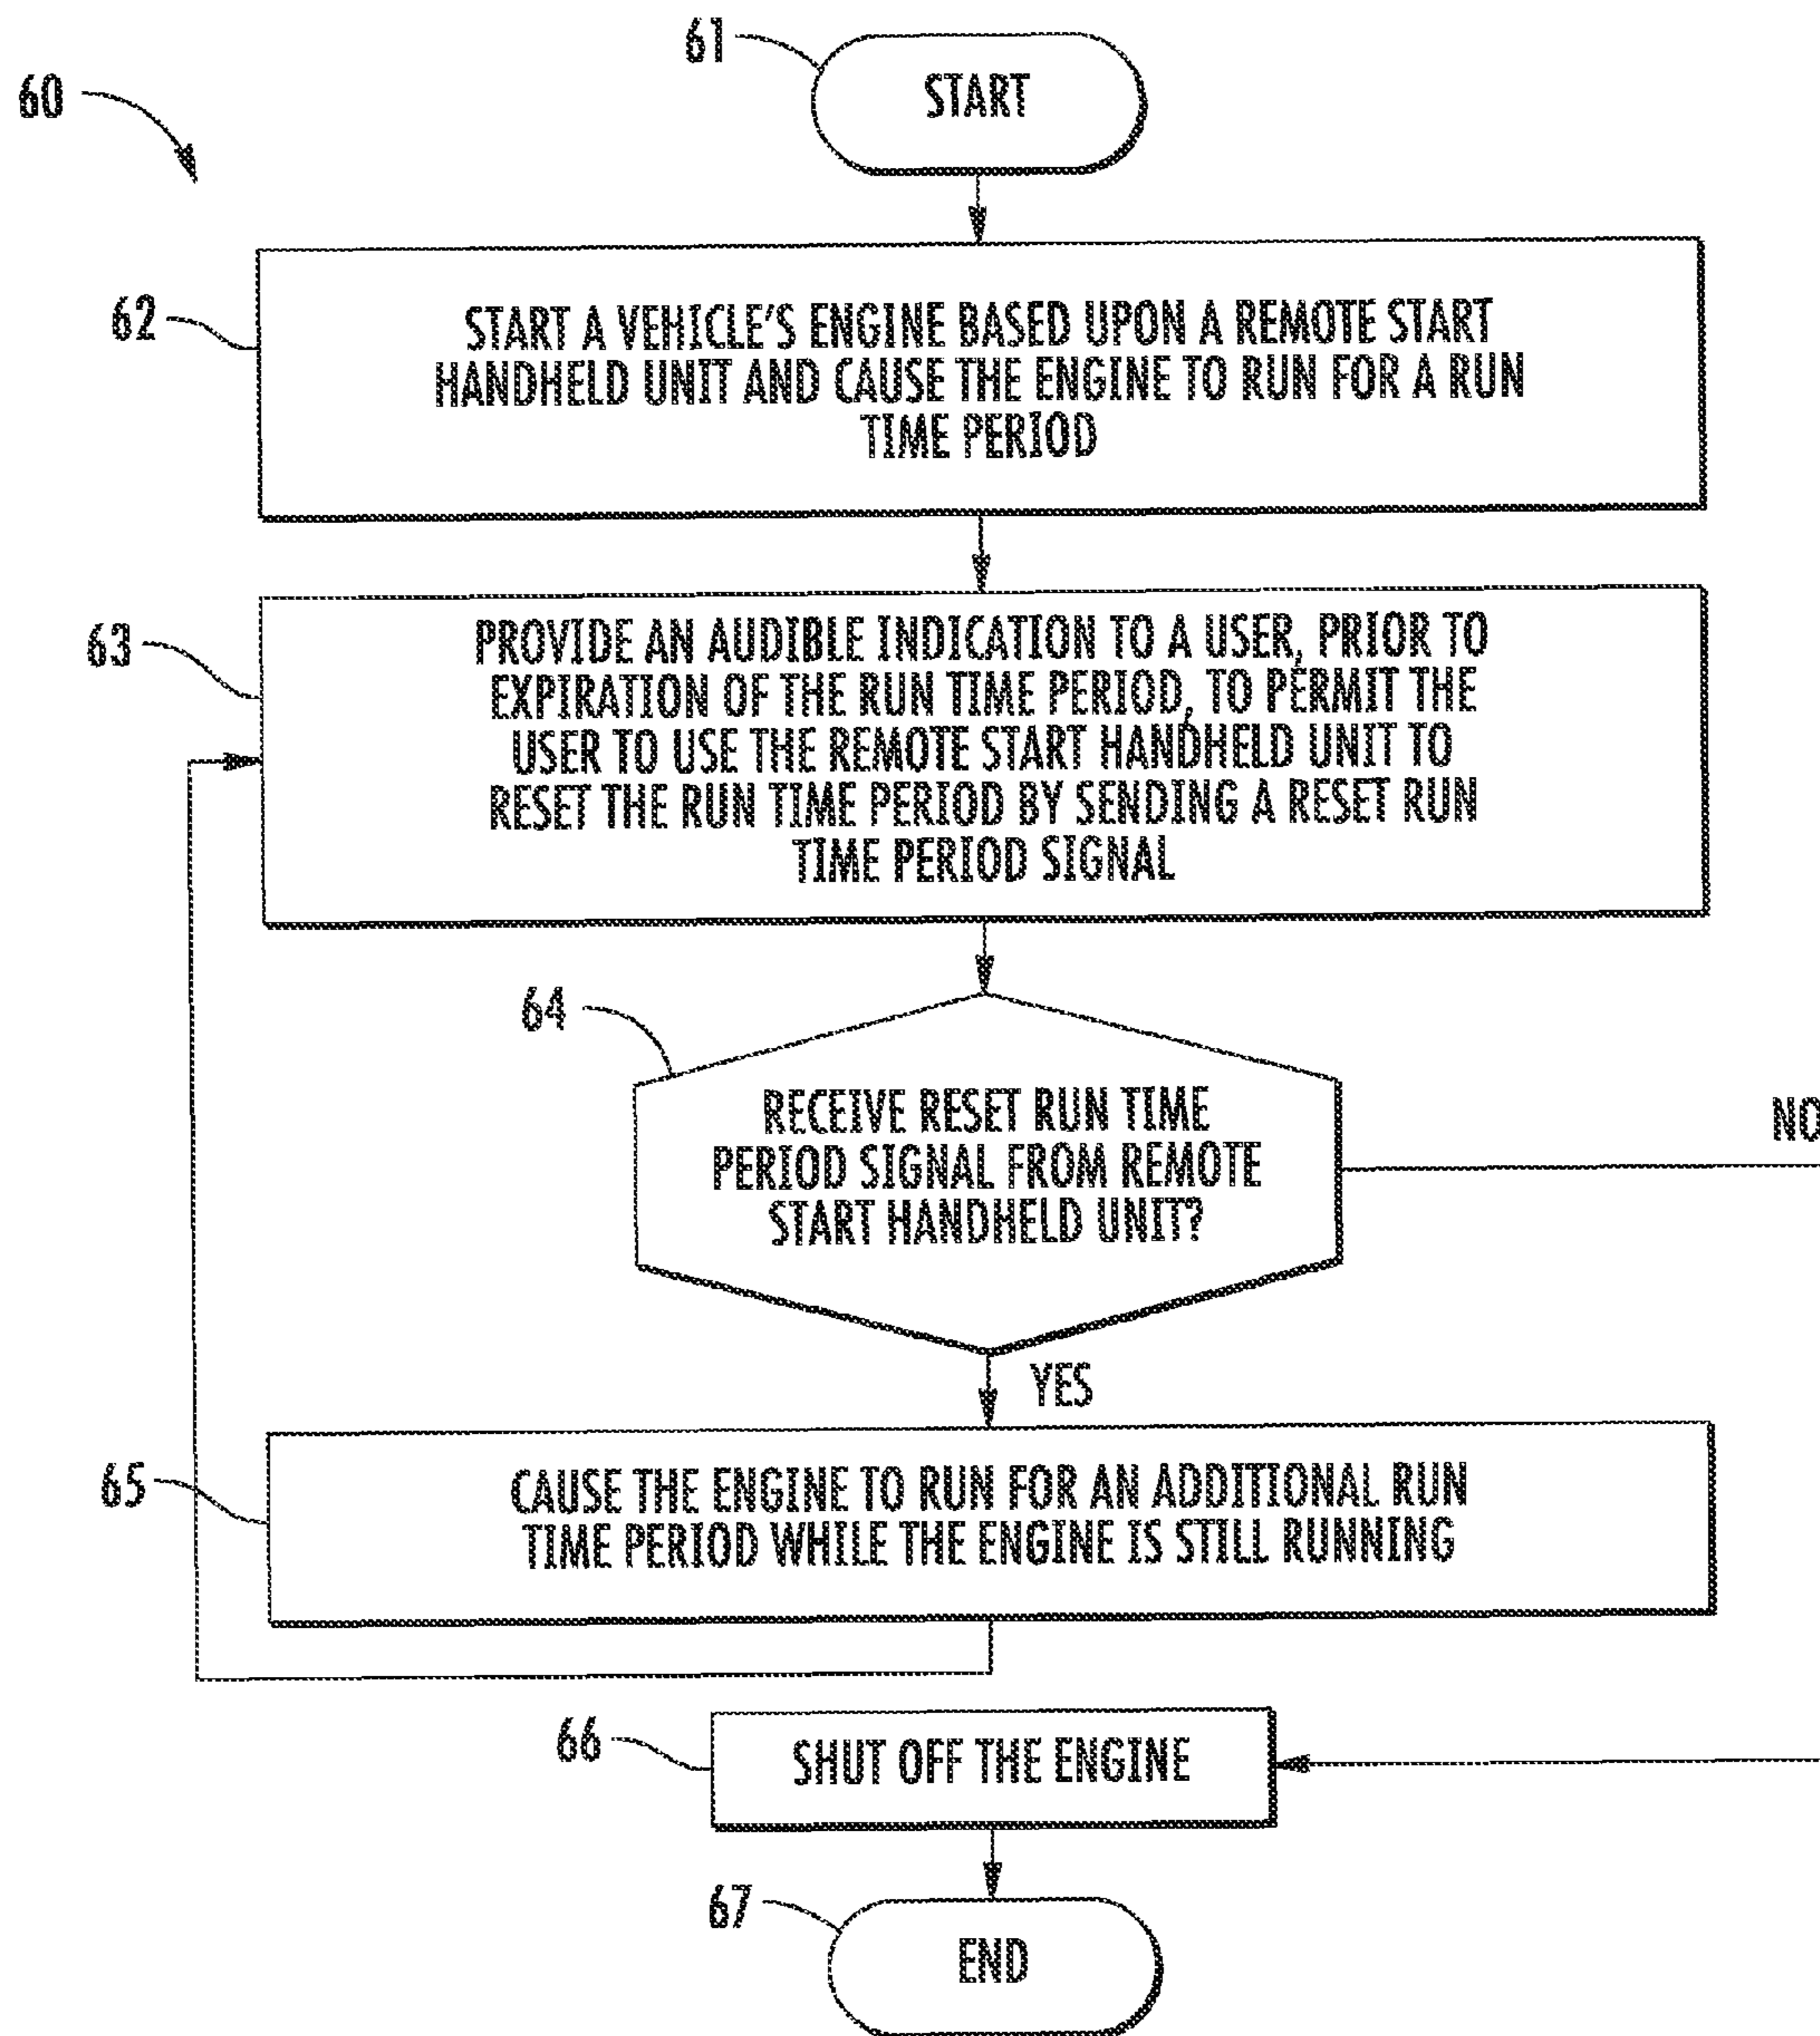 61
START
60
62
START A VEHICLE'S ENGINE BASED UPON A REMOTE START
HANDHELD UNIT AND CAUSE THE ENGINE TO RUN FOR A RUN
TIME PERIOD
63
PROVIDE AN AUDIBLE INDICATION TO A USER, PRIOR TO
EXPIRATION OF THE RUN TIME PERIOD, TO PERMIT THE
USER TO USE THE REMOTE START HANDHELD UNIT TO
RESET THE RUN TIME PERIOD BY SENDING A RESET RUN
TIME PERIOD SIGNAL
64
RECEIVE RESET RUN TIME
PERIOD SIGNAL FROM REMOTE
START HANDHELD UNIT?
NO
YES
65
CAUSE THE ENGINE TO RUN FOR AN ADDITIONAL RUN
TIME PERIOD WHILE THE ENGINE IS STILL RUNNING
66
SHUT OFF THE ENGINE
67
END